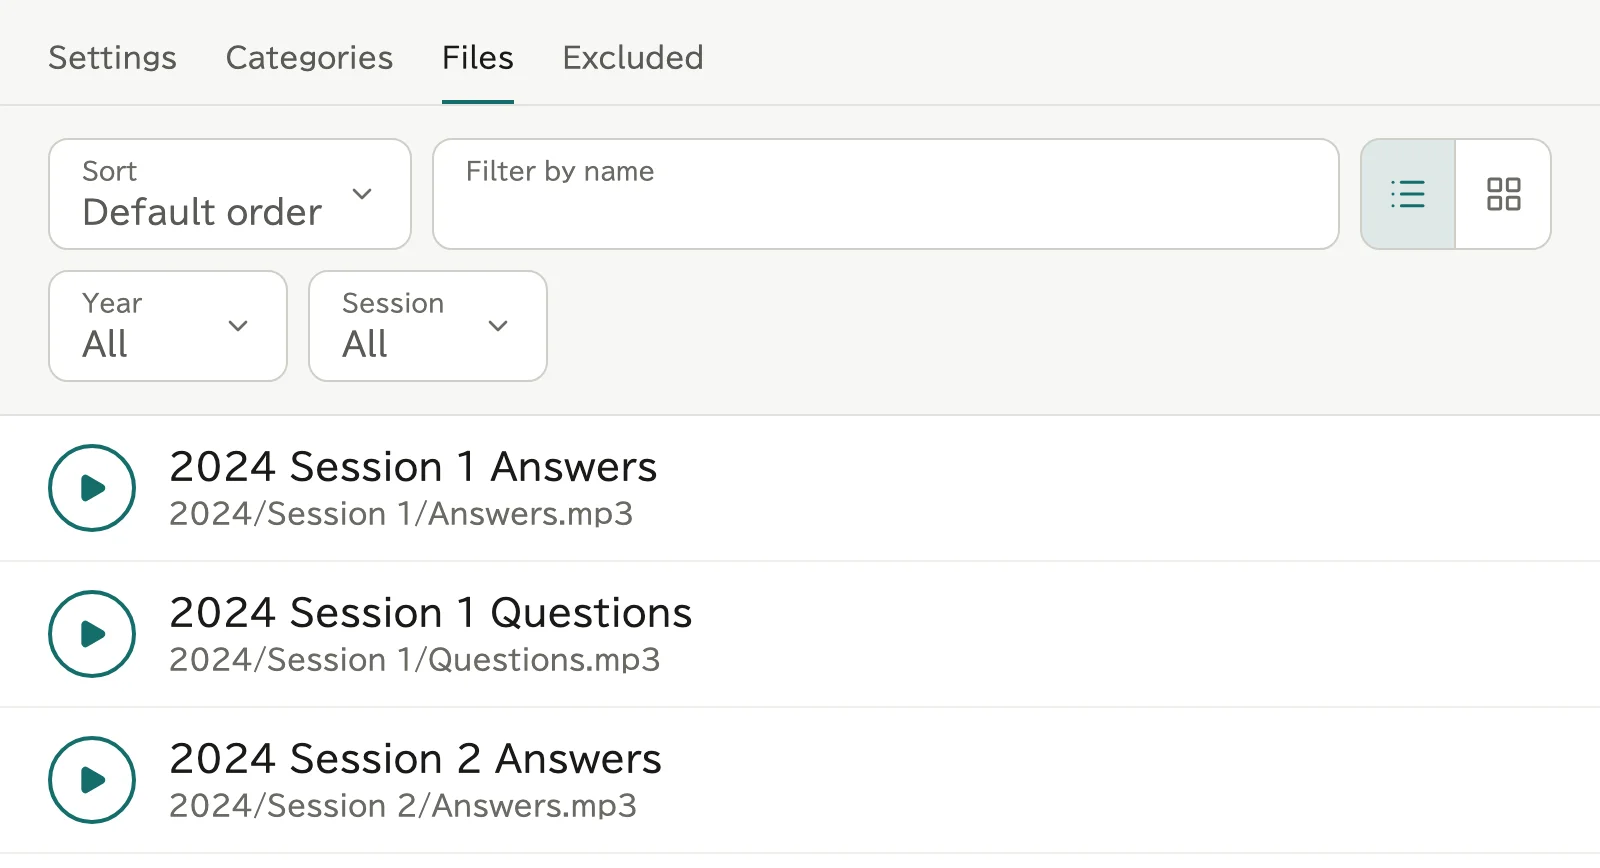 Settings Categories Files Excluded
Sort
Default order
Filter by name
Year
All
Session
All
2024 Session 1 Answers
2024/Session 1/Answers.mp3
2024 Session 1 Questions
2024/Session 1/Questions.mp3
2024 Session 2 Answers
2024/Session 2/Answers.mp3